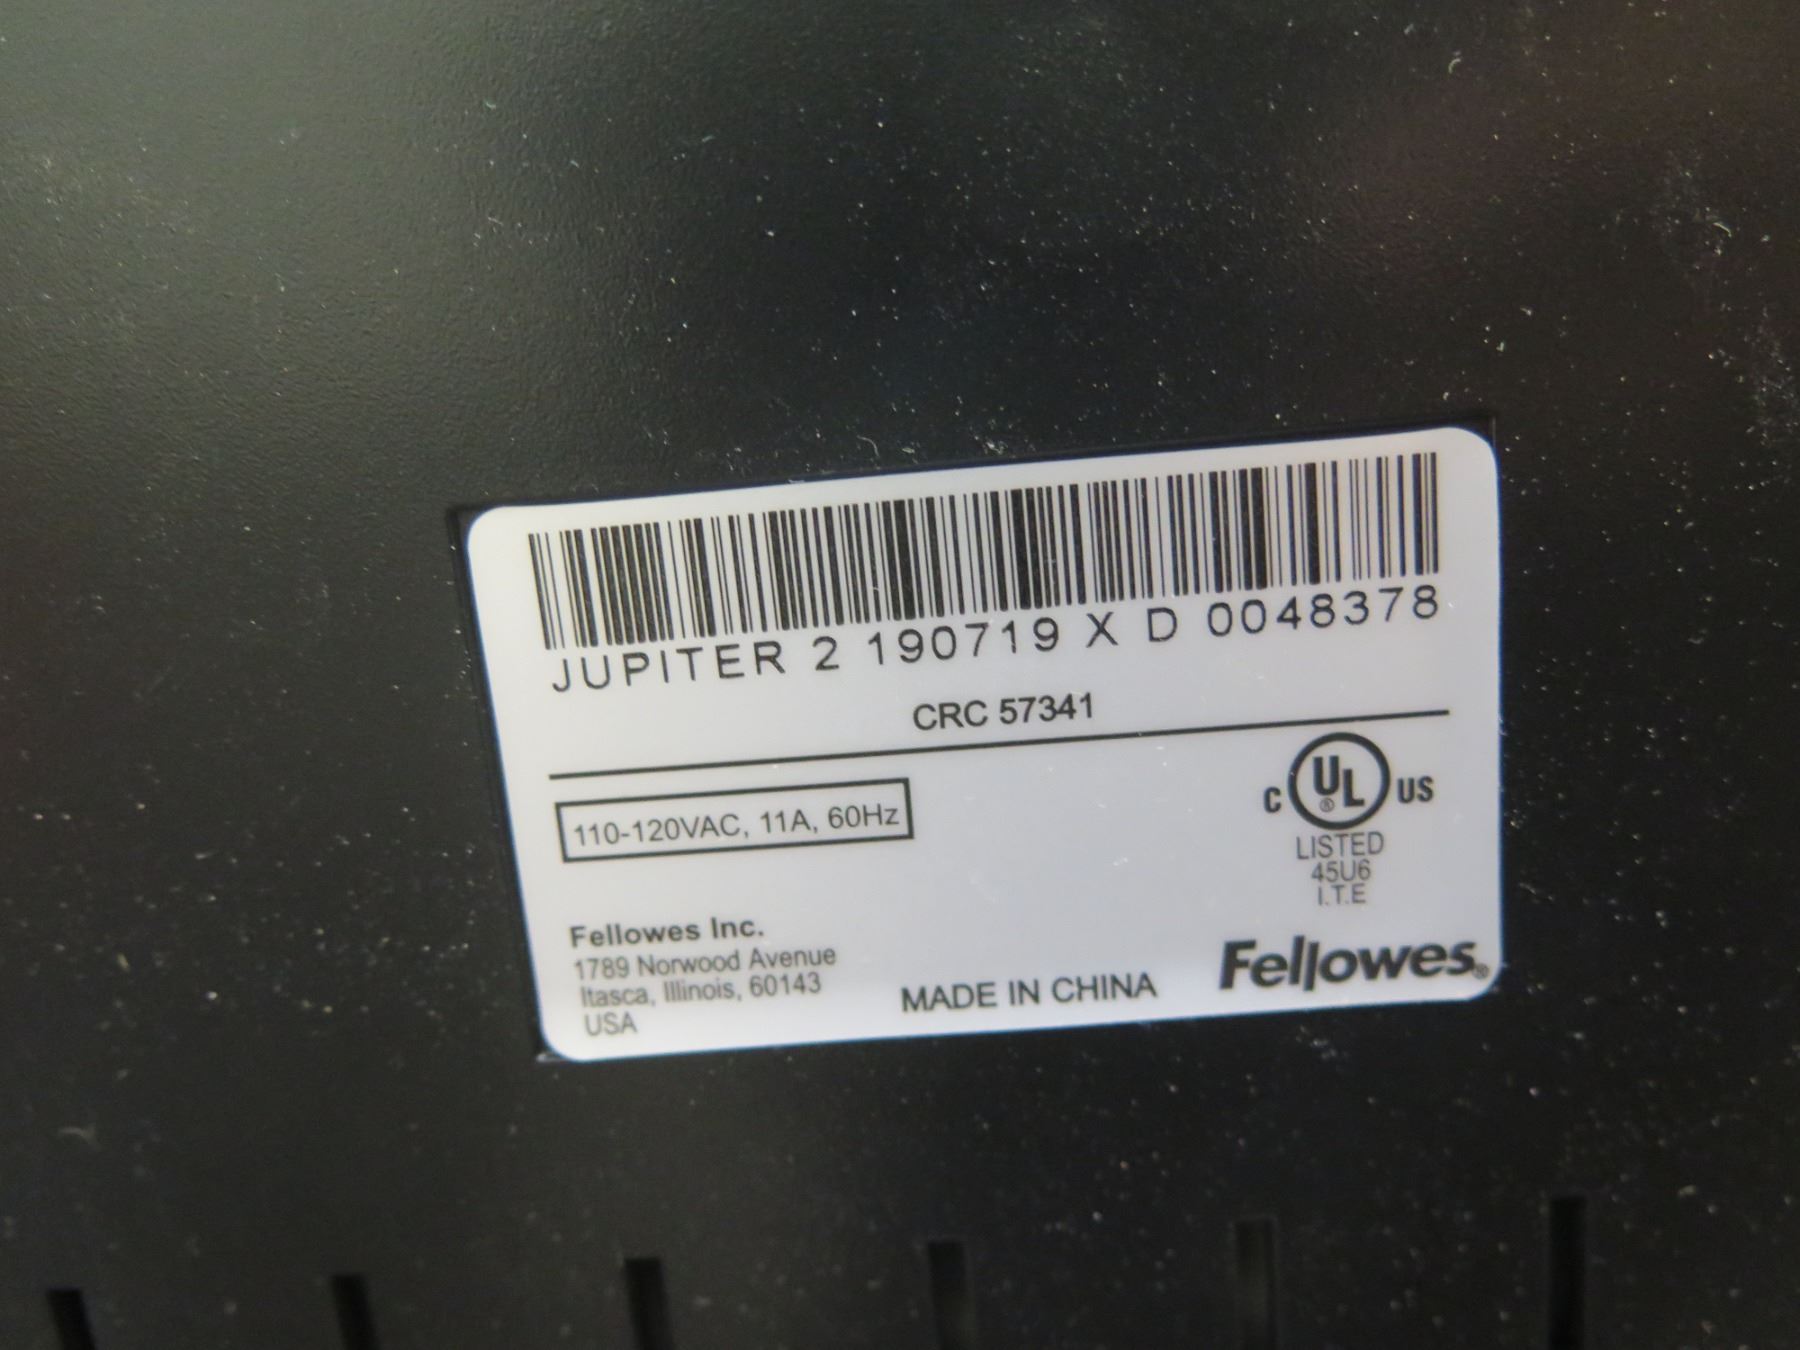 JUPITER 2 190719 X D 0048378
CRC 57341
110-120VAC, 11A, 60Hz
C UL® US
LISTED
45U6
I.T.E
Fellowes Inc.
1789 Norwood Avenue
Itasca, Illinois, 60143
USA
MADE IN CHINA
Fellowes®